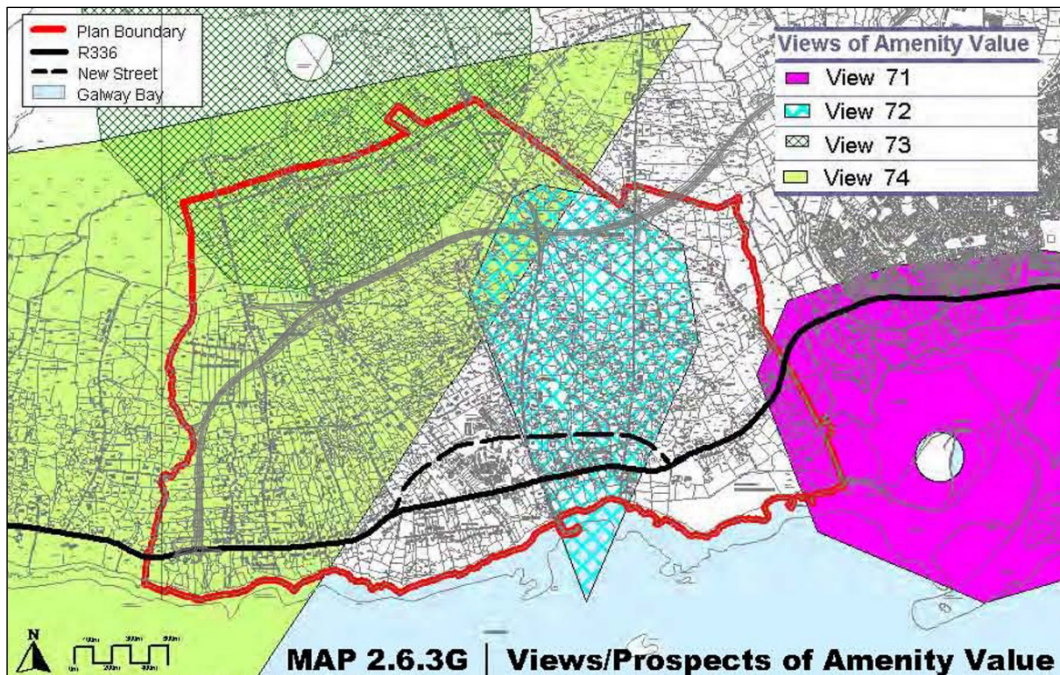 Plan Boundary
R336
New Street
Galway Bay
Views of Amenity Value
View 71
View 72
View 73
View 74
N
MAP 2.6.3G | Views/Prospects of Amenity Value